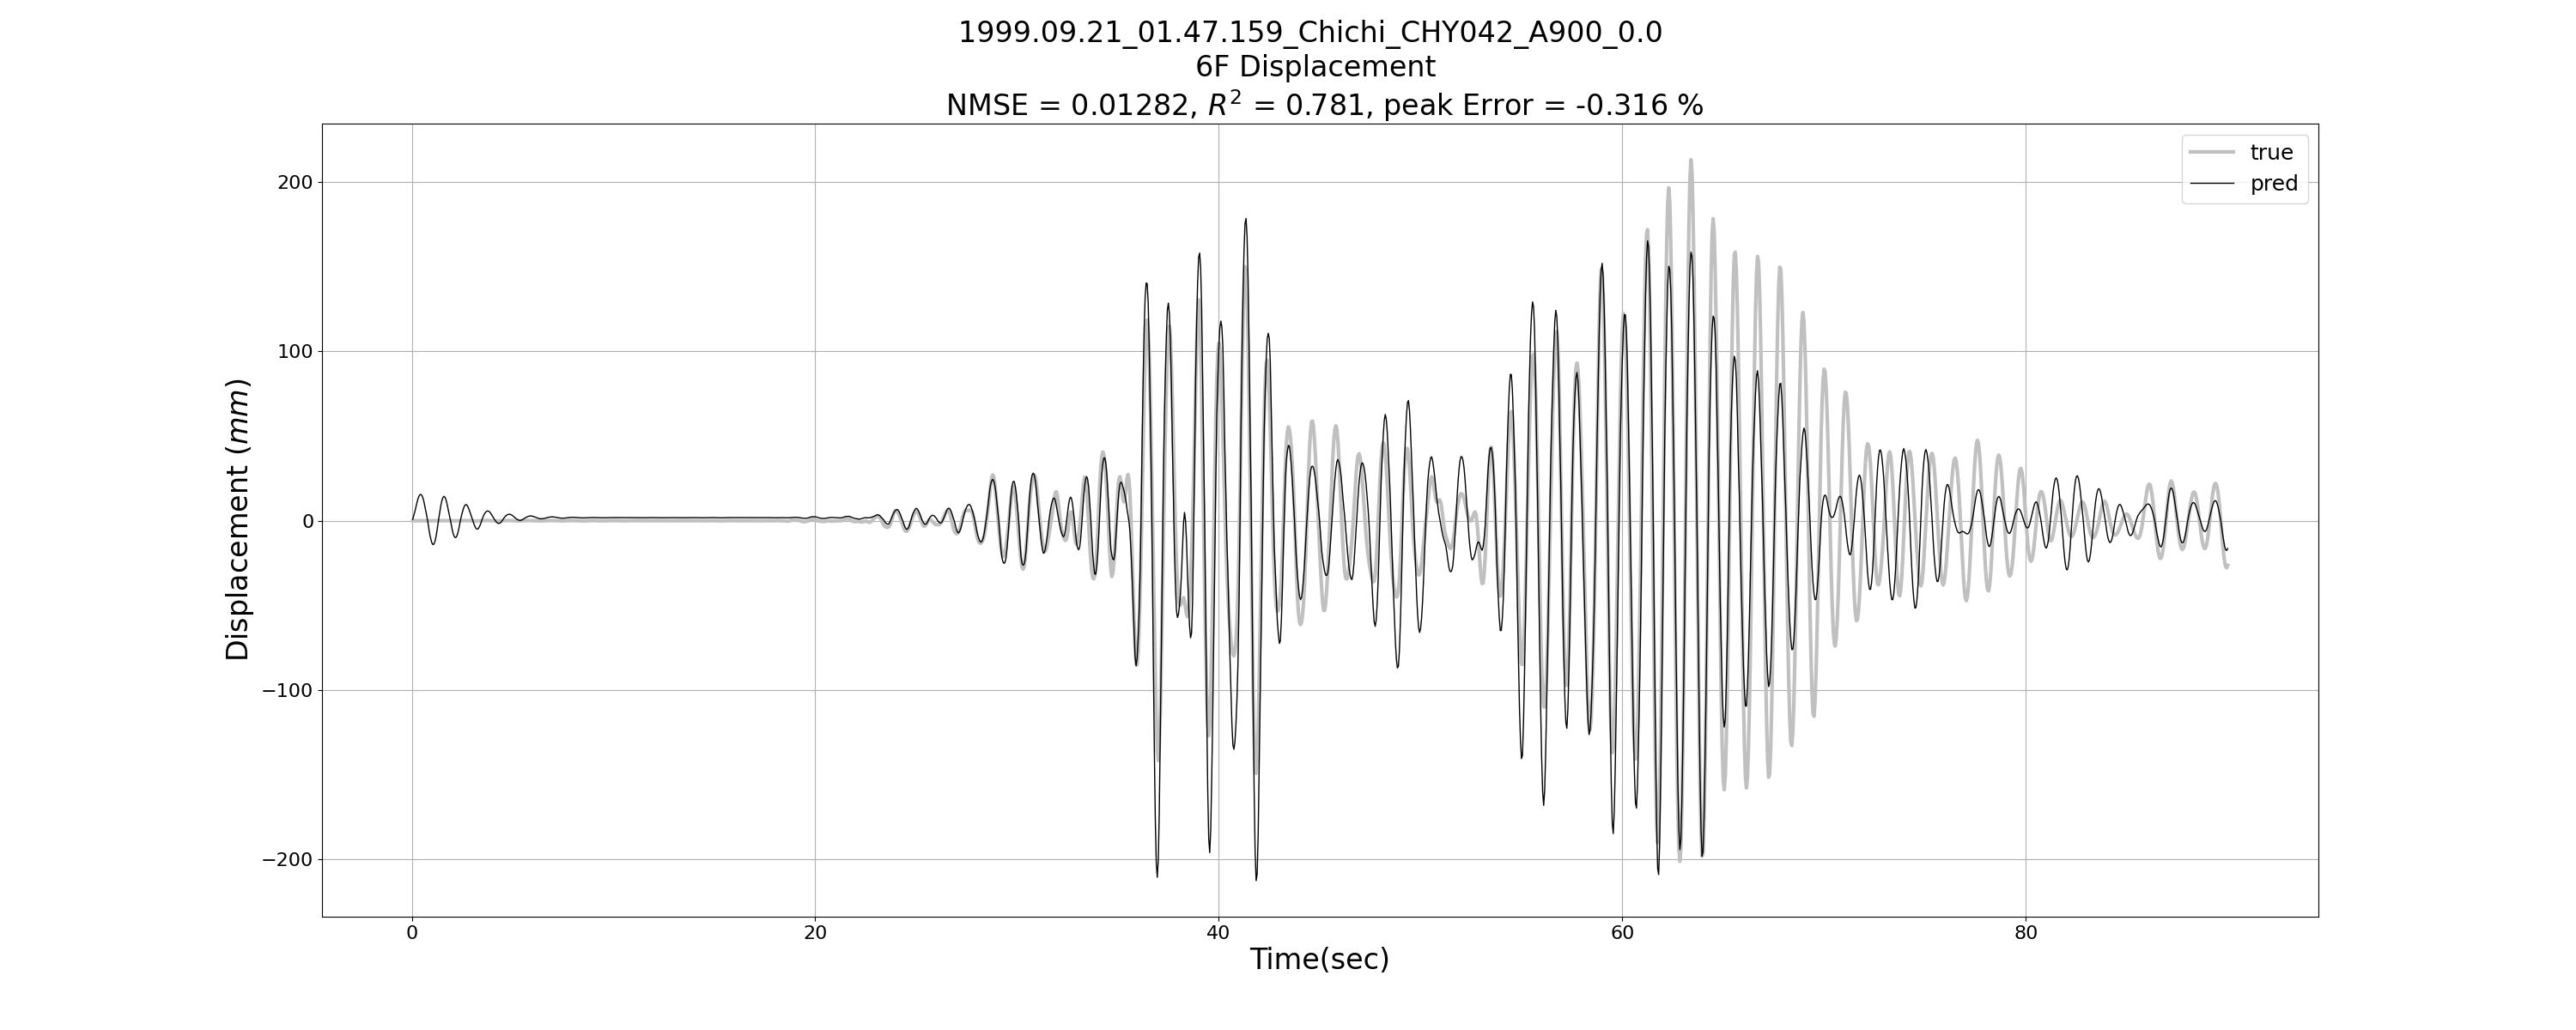 1999.09.21_01.47.159_Chichi_CHY042_A900_0.0
6F Displacement
NMSE = 0.01282, R² = 0.781, peak Error = -0.316 %
true
pred
Displacement (mm)
200
100
0
−100
−200
0 20 40 60 80
Time(sec)